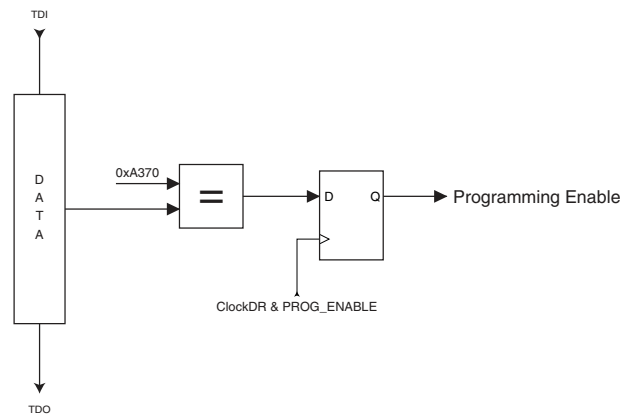 TDI
D
A
T
A
0xA370
=
D
Q
Programming Enable
ClockDR & PROG_ENABLE
TDO